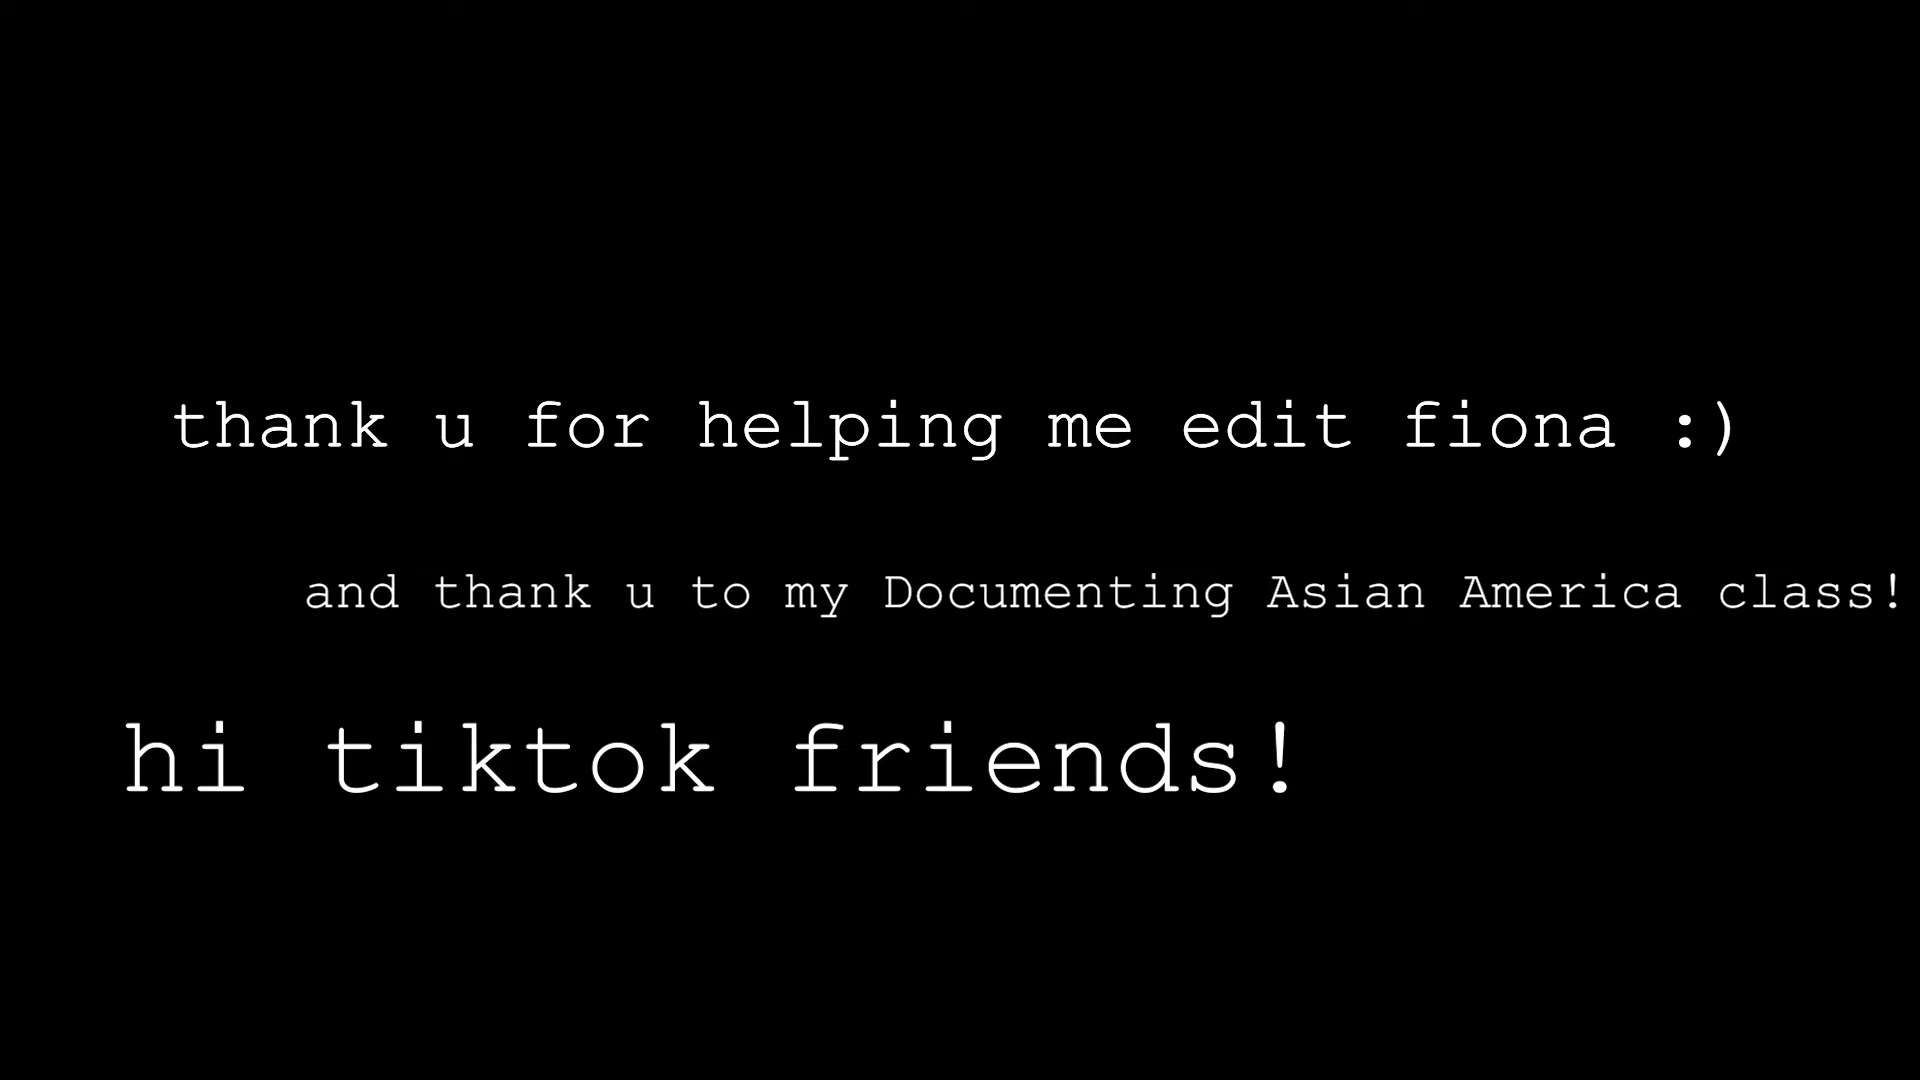 thank u for helping me edit fiona :)
and thank u to my Documenting Asian America class!
hi tiktok friends!